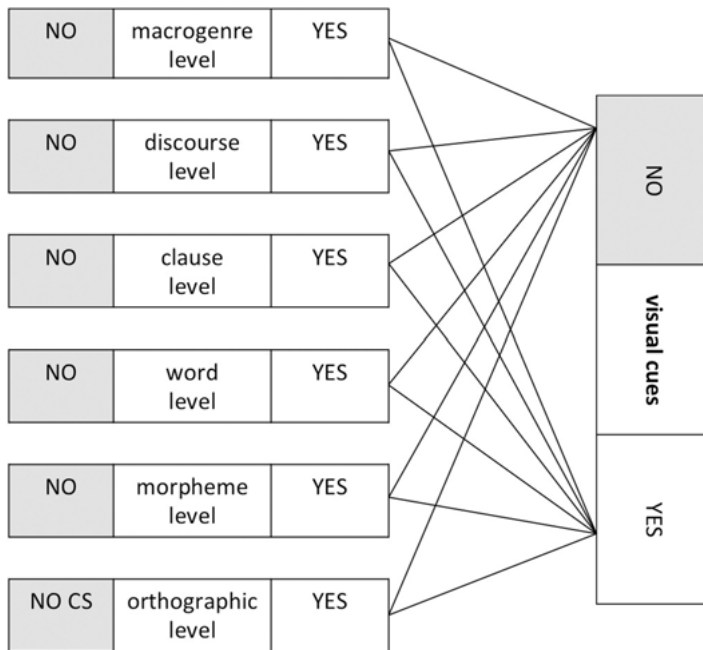 NO macrogenre YES
level
NO discourse YES
level
NO clause YES
level
NO word YES
level
NO morpheme YES
level
NO CS orthographic YES
level
NO
visual cues
YES